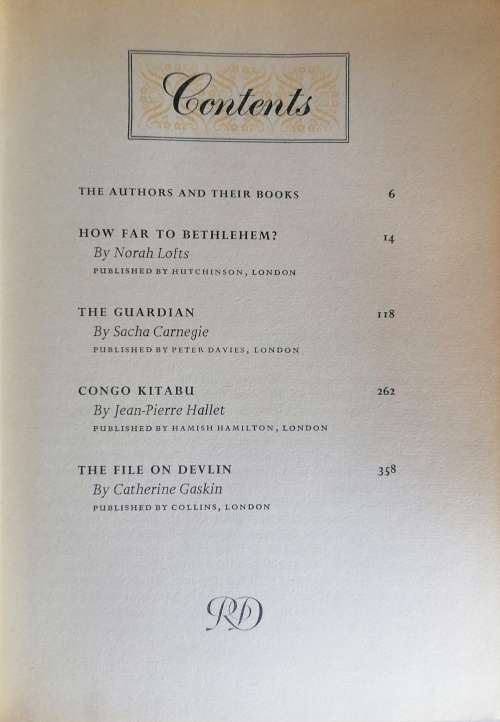 Contents
THE AUTHORS AND THEIR BOOKS 6
HOW FAR TO BETHLEHEM? 14
By Norah Lofts
PUBLISHED BY HUTCHINSON, LONDON
THE GUARDIAN 118
By Sacha Carnegie
PUBLISHED BY PETER DAVIES, LONDON
CONGO KITABU 262
By Jean-Pierre Hallet
PUBLISHED BY HAMISH HAMILTON, LONDON
THE FILE ON DEVLIN 358
By Catherine Gaskin
PUBLISHED BY COLLINS, LONDON
RD